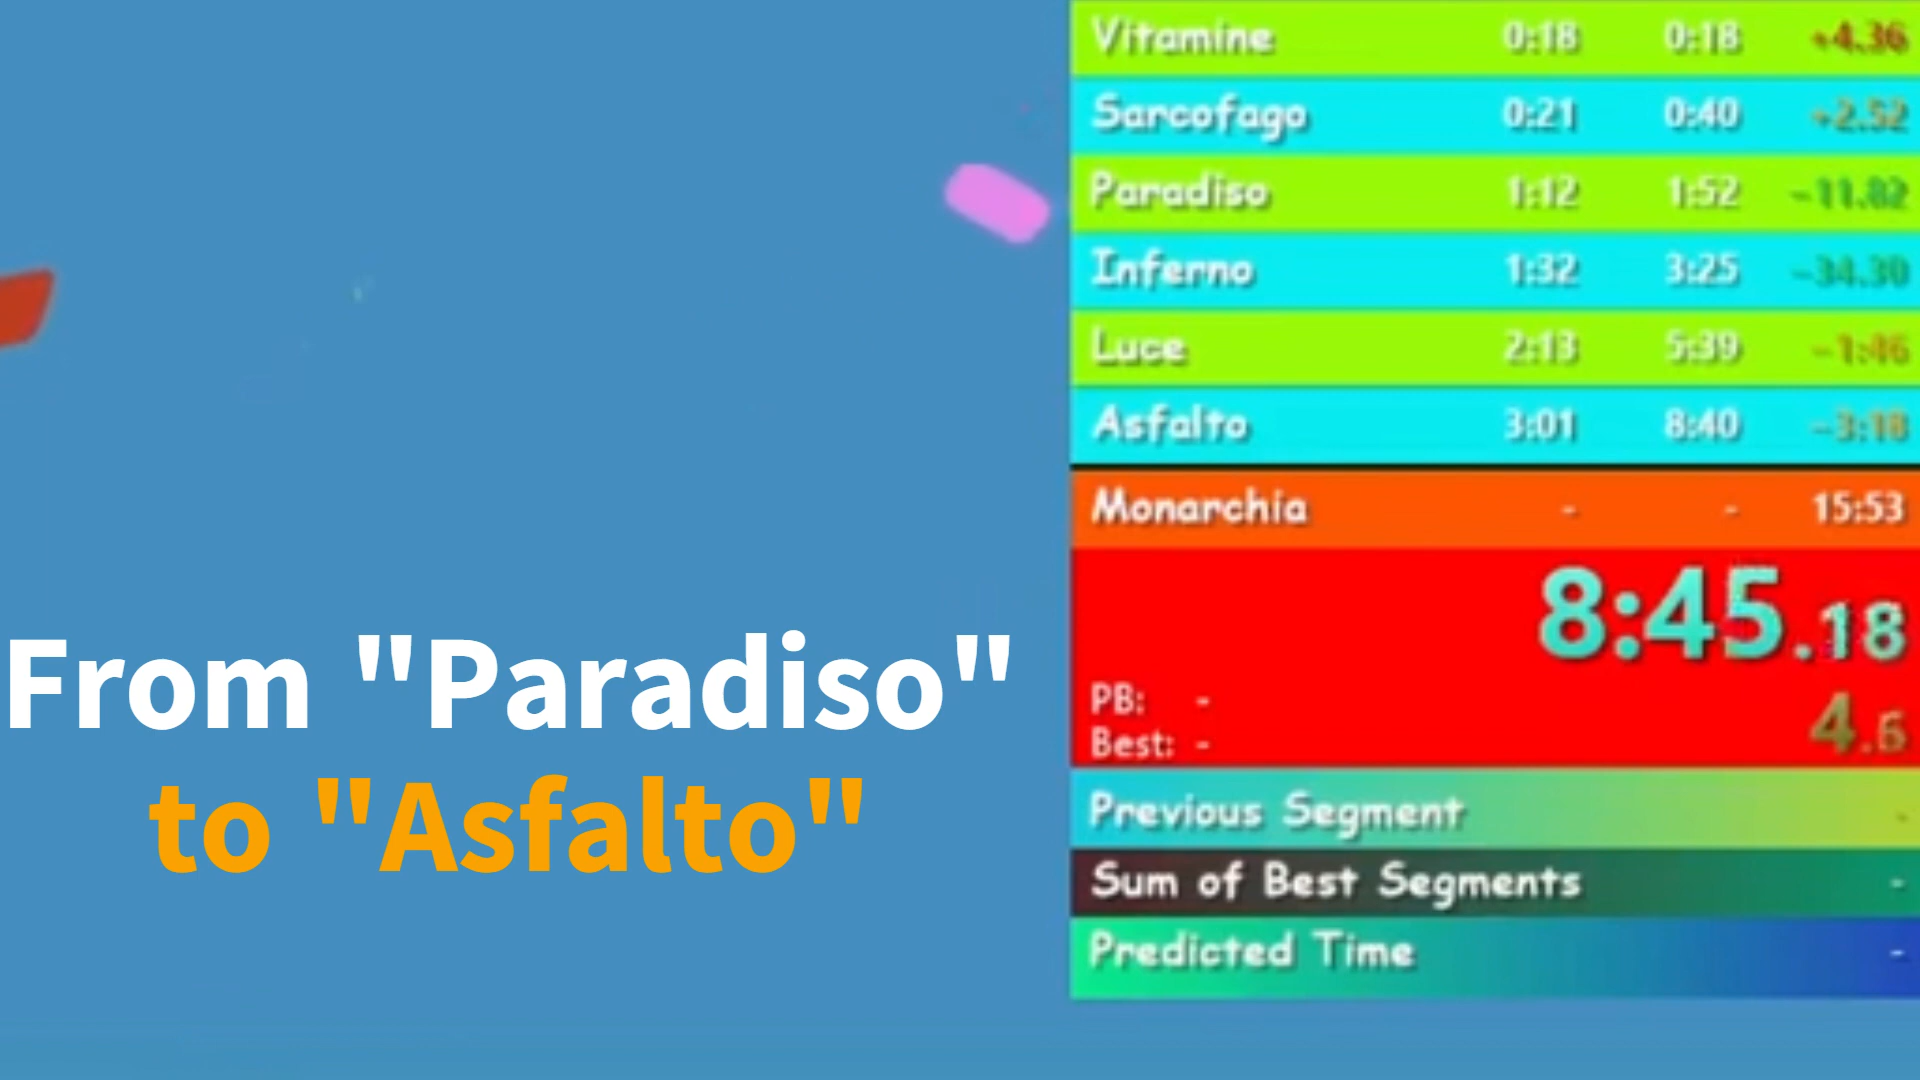 Vitamine 0:18 0:18 +4.36
Sarcofago 0:21 0:40 +2.52
Paradiso 1:12 1:52 -11.82
Inferno 1:32 3:25 -34.30
Luce 2:13 5:39 -1:46
Asfalto 3:01 8:40 -3:18
Monarchia - - 15:53
8:45.18
PB: -
4.6
Best: -
Previous Segment -
Sum of Best Segments -
Predicted Time -
From "Paradiso"
to "Asfalto"